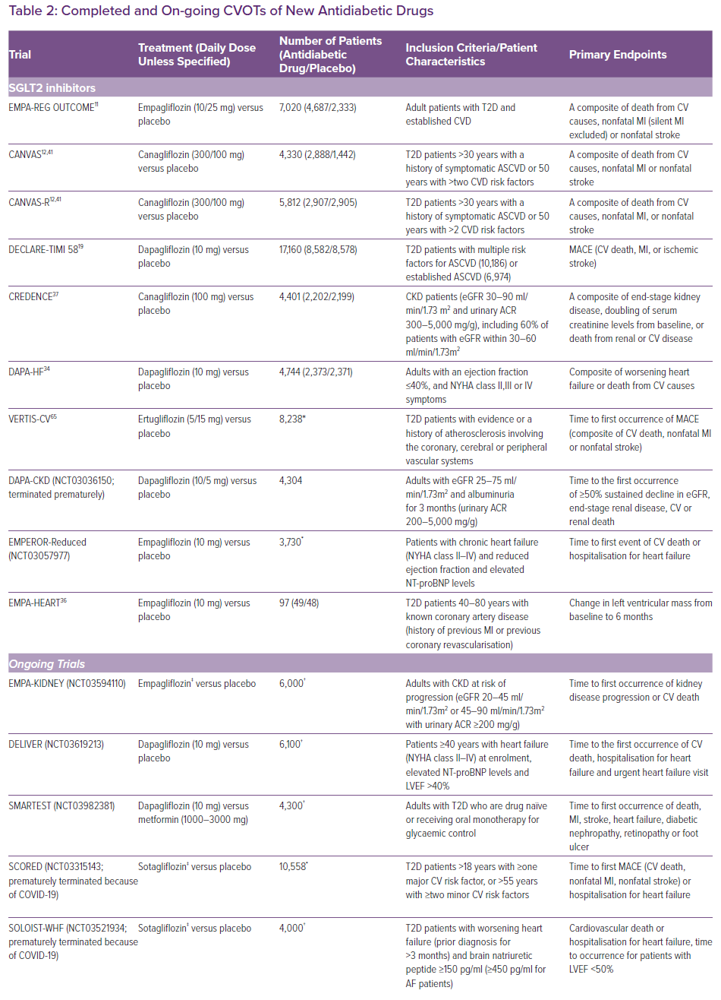 Table 2: Completed and On-going CVOTs of New Antidiabetic Drugs
Trial
Treatment (Daily Dose
Unless Specified)
Number of Patients
(Antidiabetic
Drug/Placebo)
Inclusion Criteria/Patient
Characteristics
Primary Endpoints
SGLT2 inhibitors
EMPA-REG OUTCOME¹¹
Empagliflozin (10/25 mg) versus
placebo
7,020 (4,687/2,333)
Adult patients with T2D and
established CVD
A composite of death from CV
causes, nonfatal MI (silent MI
excluded) or nonfatal stroke
CANVAS¹²,⁴¹
Canagliflozin (300/100 mg)
versus placebo
4,330 (2,888/1,442)
T2D patients >30 years with a
history of symptomatic ASCVD or 50
years with >two CVD risk factors
A composite of death from CV
causes, nonfatal MI or nonfatal
stroke
CANVAS-R¹²,⁴¹
Canagliflozin (300/100 mg)
versus placebo
5,812 (2,907/2,905)
T2D patients >30 years with a
history of symptomatic ASCVD or 50
years with >2 CVD risk factors
A composite of death from CV
causes, nonfatal MI, or nonfatal
stroke
DECLARE-TIMI 58¹⁹
Dapagliflozin (10 mg) versus
placebo
17,160 (8,582/8,578)
T2D patients with multiple risk
factors for ASCVD (10,186) or
established ASCVD (6,974)
MACE (CV death, MI, or ischemic
stroke)
CREDENCE³⁷
Canagliflozin (100 mg) versus
placebo
4,401 (2,202/2,199)
CKD patients (eGFR 30–90 ml/
min/1.73 m² and urinary ACR
300–5,000 mg/g), including 60% of
patients with eGFR within 30–60
ml/min/1.73m²
A composite of end-stage kidney
disease, doubling of serum
creatinine levels from baseline, or
death from renal or CV disease
DAPA-HF³⁴
Dapagliflozin (10 mg) versus
placebo
4,744 (2,373/2,371)
Adults with an ejection fraction
≤40%, and NYHA class II,III or IV
symptoms
Composite of worsening heart
failure or death from CV causes
VERTIS-CV⁶⁵
Ertugliflozin (5/15 mg) versus
placebo
8,238*
T2D patients with evidence or a
history of atherosclerosis involving
the coronary, cerebral or peripheral
vascular systems
Time to first occurrence of MACE
(composite of CV death, nonfatal MI
or nonfatal stroke)
DAPA-CKD (NCT03036150;
terminated prematurely)
Dapagliflozin (10/5 mg) versus
placebo
4,304
Adults with eGFR 25–75 ml/
min/1.73m² and albuminuria
for 3 months (urinary ACR
200–5,000 mg/g)
Time to the first occurrence
of ≥50% sustained decline in eGFR,
end-stage renal disease, CV or
renal death
EMPEROR-Reduced
(NCT03057977)
Empagliflozin (10 mg) versus
placebo
3,730*
Patients with chronic heart failure
(NYHA class II–IV) and reduced
ejection fraction and elevated
NT-proBNP levels
Time to first event of CV death or
hospitalisation for heart failure
EMPA-HEART³⁶
Empagliflozin (10 mg) versus
placebo
97 (49/48)
T2D patients 40–80 years with
known coronary artery disease
(history of previous MI or previous
coronary revascularisation)
Change in left ventricular mass from
baseline to 6 months
Ongoing Trials
EMPA-KIDNEY (NCT03594110)
Empagliflozin‡ versus placebo
6,000†
Adults with CKD at risk of
progression (eGFR 20–45 ml/
min/1.73m² or 45–90 ml/min/1.73m²
with urinary ACR ≥200 mg/g)
Time to first occurrence of kidney
disease progression or CV death
DELIVER (NCT03619213)
Dapagliflozin (10 mg) versus
placebo
6,100†
Patients ≥40 years with heart failure
(NYHA class II–IV) at enrolment,
elevated NT-proBNP levels and
LVEF >40%
Time to the first occurrence of CV
death, hospitalisation for heart
failure and urgent heart failure visit
SMARTEST (NCT03982381)
Dapagliflozin (10 mg) versus
metformin (1000–3000 mg)
4,300†
Adults with T2D who are drug naïve
or receiving oral monotherapy for
glycaemic control
Time to first occurrence of death,
MI, stroke, heart failure, diabetic
nephropathy, retinopathy or foot
ulcer
SCORED (NCT03315143;
prematurely terminated because
of COVID-19)
Sotagliflozin‡ versus placebo
10,558*
T2D patients >18 years with ≥one
major CV risk factor, or >55 years
with ≥two minor CV risk factors
Time to first MACE (CV death,
nonfatal MI, nonfatal stroke) or
hospitalisation for heart failure
SOLOIST-WHF (NCT03521934;
prematurely terminated because
of COVID-19)
Sotagliflozin‡ versus placebo
4,000†
T2D patients with worsening heart
failure (prior diagnosis for
>3 months) and brain natriuretic
peptide ≥150 pg/ml (≥450 pg/ml for
AF patients)
Cardiovascular death or
hospitalisation for heart failure, time
to occurrence for patients with
LVEF <50%